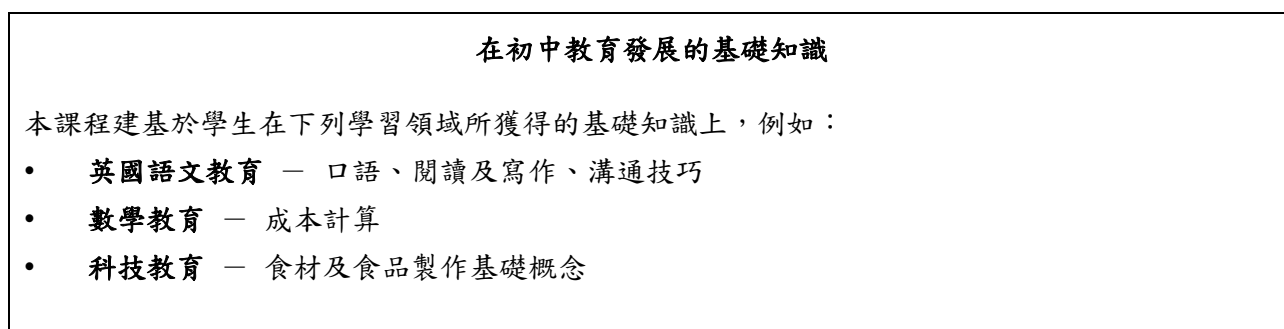 在初中教育發展的基礎知識
本課程建基於學生在下列學習領域所獲得的基礎知識上，例如：
• 英國語文教育 － 口語、閱讀及寫作、溝通技巧
• 數學教育 － 成本計算
• 科技教育 － 食材及食品製作基礎概念